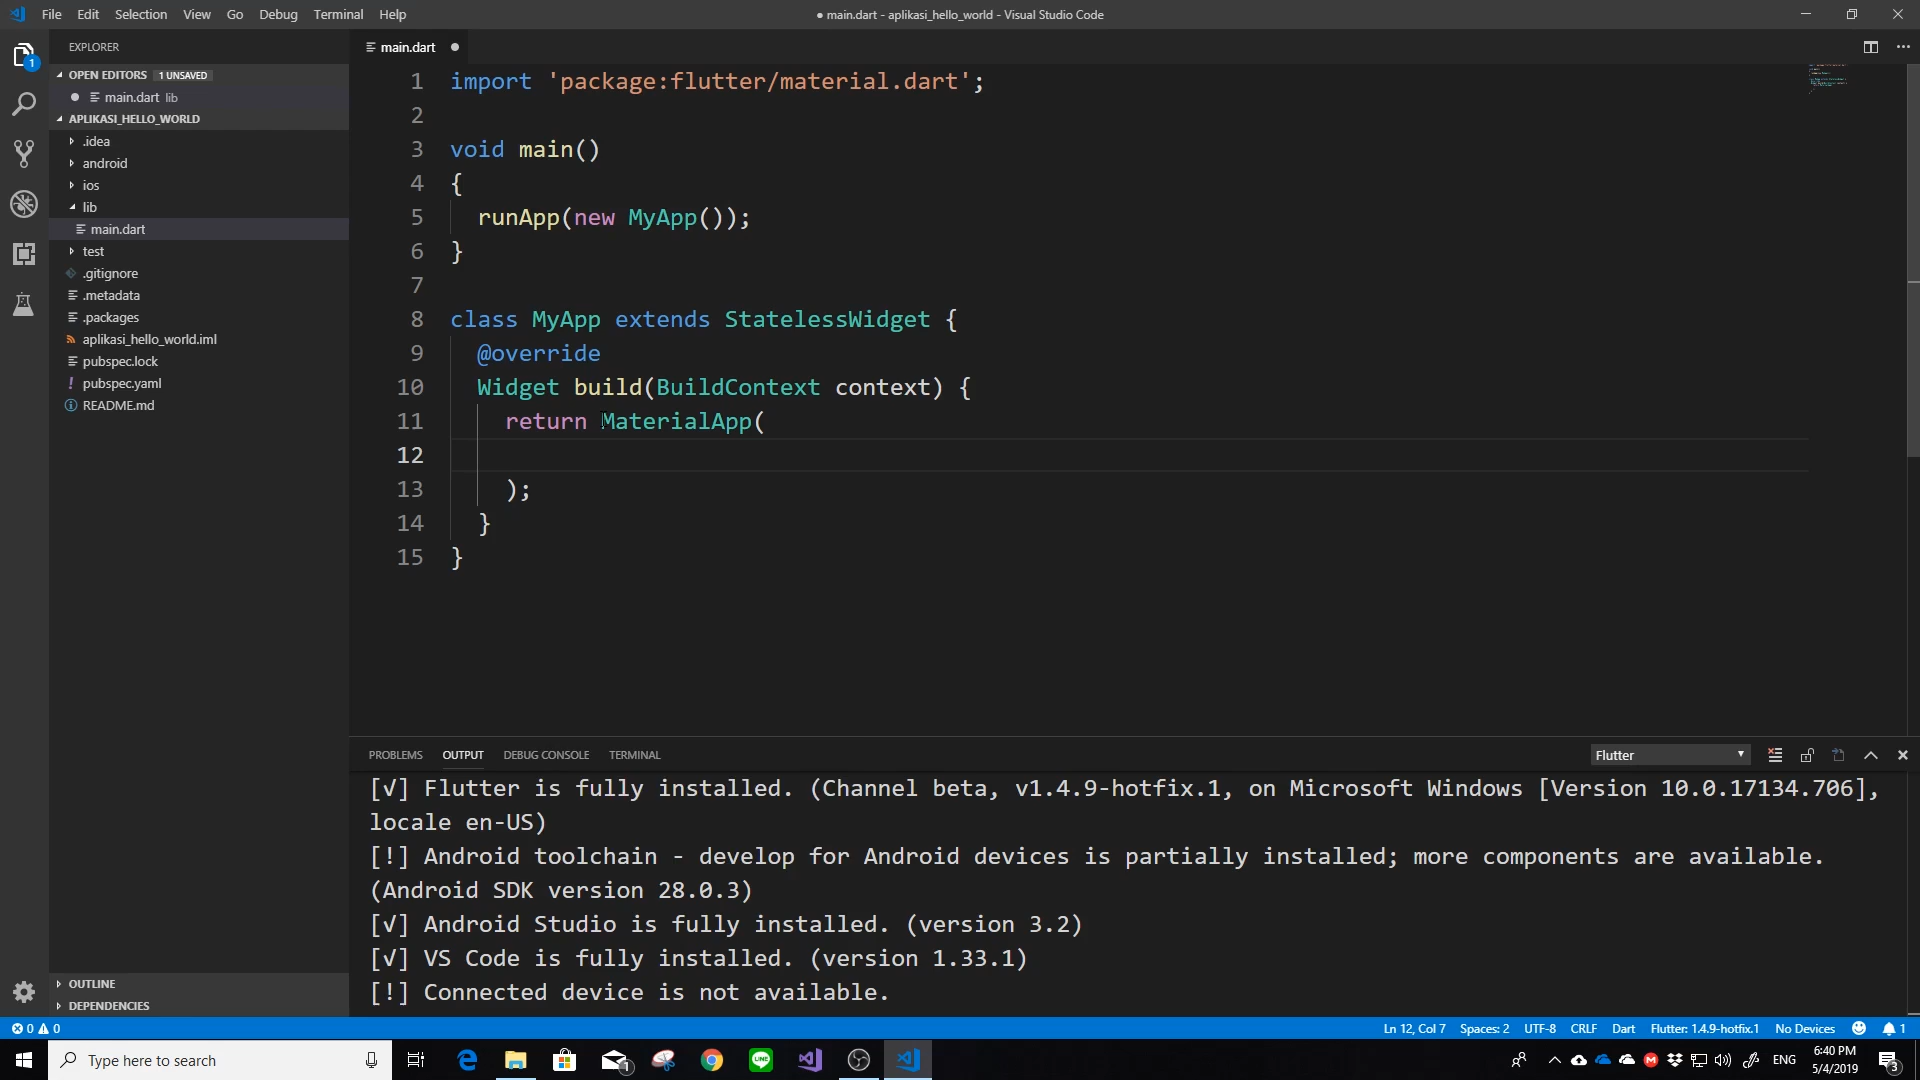 File Edit Selection View Go Debug Terminal Help
● main.dart - aplikasi_hello_world - Visual Studio Code
EXPLORER
OPEN EDITORS 1 UNSAVED
main.dart lib
APLIKASI_HELLO_WORLD
.idea
android
ios
lib
main.dart
test
.gitignore
.metadata
.packages
aplikasi_hello_world.iml
pubspec.lock
! pubspec.yaml
README.md
OUTLINE
DEPENDENCIES
1
main.dart
1 import 'package:flutter/material.dart';
2
3 void main()
4 {
5 runApp(new MyApp());
6 }
7
8 class MyApp extends StatelessWidget {
9 @override
10 Widget build(BuildContext context) {
11 return MaterialApp(
12
13 );
14 }
15 }
PROBLEMS OUTPUT DEBUG CONSOLE TERMINAL
Flutter
[√] Flutter is fully installed. (Channel beta, v1.4.9-hotfix.1, on Microsoft Windows [Version 10.0.17134.706],
locale en-US)
[!] Android toolchain - develop for Android devices is partially installed; more components are available.
(Android SDK version 28.0.3)
[√] Android Studio is fully installed. (version 3.2)
[√] VS Code is fully installed. (version 1.33.1)
[!] Connected device is not available.
0 0
Ln 12, Col 7 Spaces: 2 UTF-8 CRLF Dart Flutter: 1.4.9-hotfix.1 No Devices 1
Type here to search
1
LINE
M
ENG
6:40 PM
5/4/2019
3